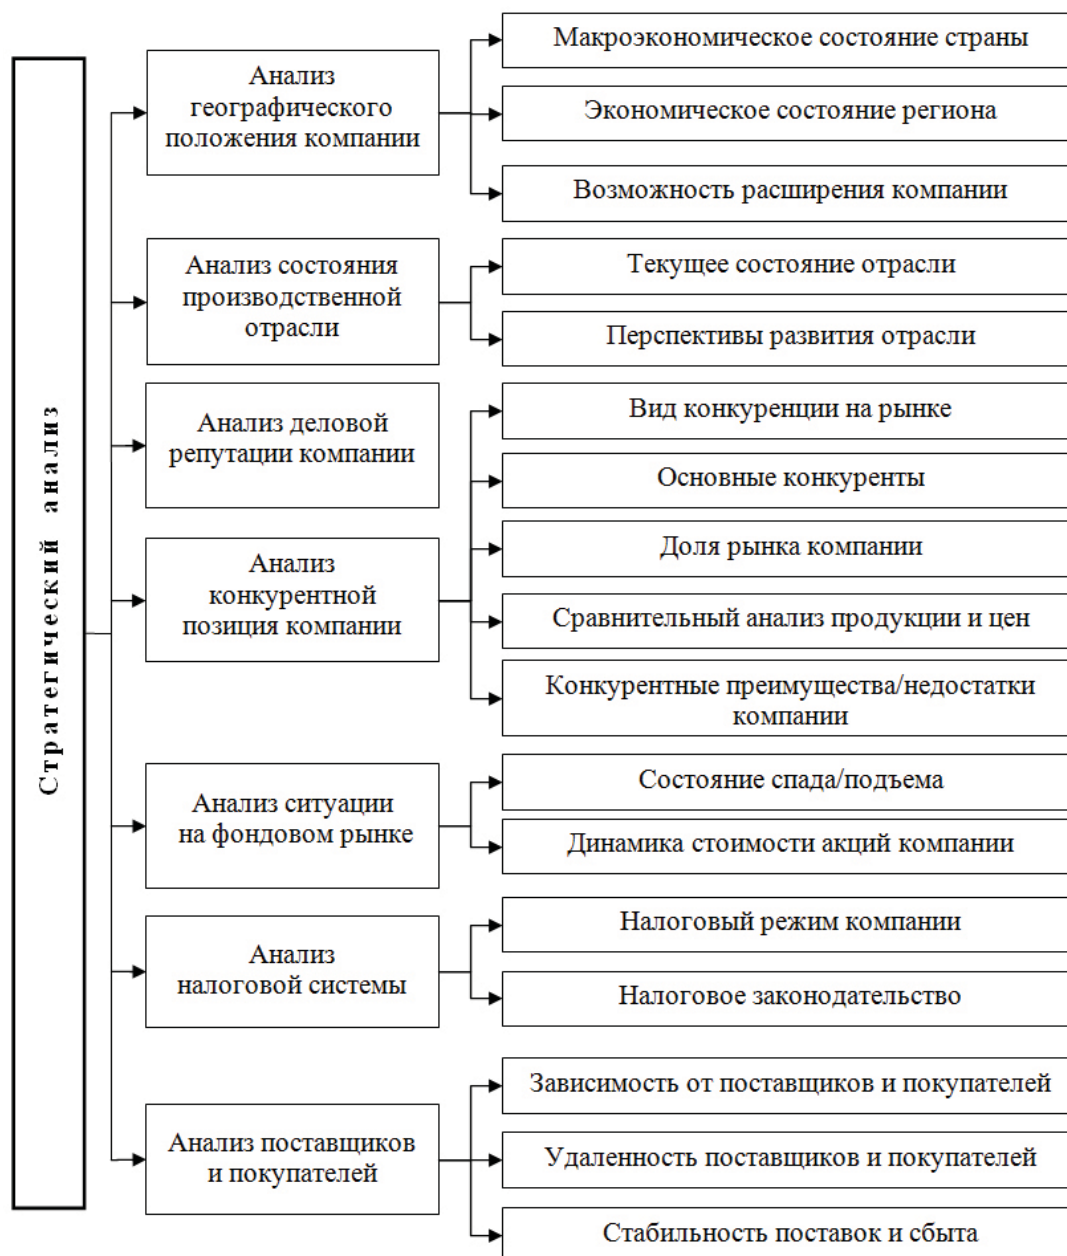 Стратегический анализ
Анализ
географического
положения компании
Макроэкономическое состояние страны
Экономическое состояние региона
Возможность расширения компании
Анализ состояния
производственной
отрасли
Текущее состояние отрасли
Перспективы развития отрасли
Анализ деловой
репутации компании
Анализ
конкурентной
позиция компании
Вид конкуренции на рынке
Основные конкуренты
Доля рынка компании
Сравнительный анализ продукции и цен
Конкурентные преимущества/недостатки
компании
Анализ ситуации
на фондовом рынке
Состояние спада/подъема
Динамика стоимости акций компании
Анализ
налоговой системы
Налоговый режим компании
Налоговое законодательство
Анализ поставщиков
и покупателей
Зависимость от поставщиков и покупателей
Удаленность поставщиков и покупателей
Стабильность поставок и сбыта